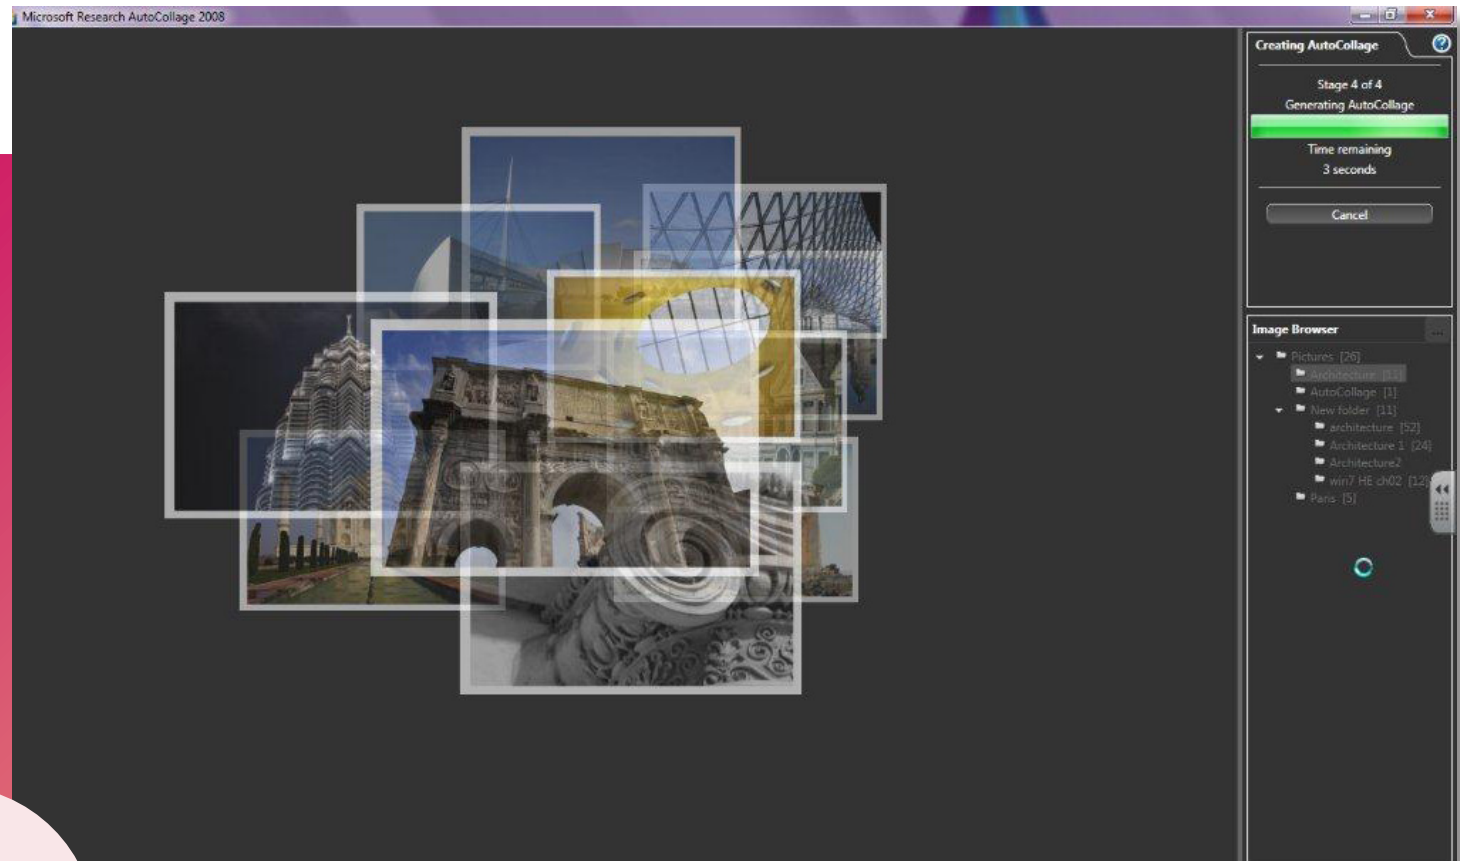 Microsoft Research AutoCollage 2008
Creating AutoCollage
?
Stage 4 of 4
Generating AutoCollage
Time remaining
3 seconds
Cancel
Image Browser
...
Pictures [26]
Architecture [12]
AutoCollage [1]
New folder [11]
architecture [52]
Architecture 1 [24]
Architecture2
win7 HE ch02 [12]
Paris [5]